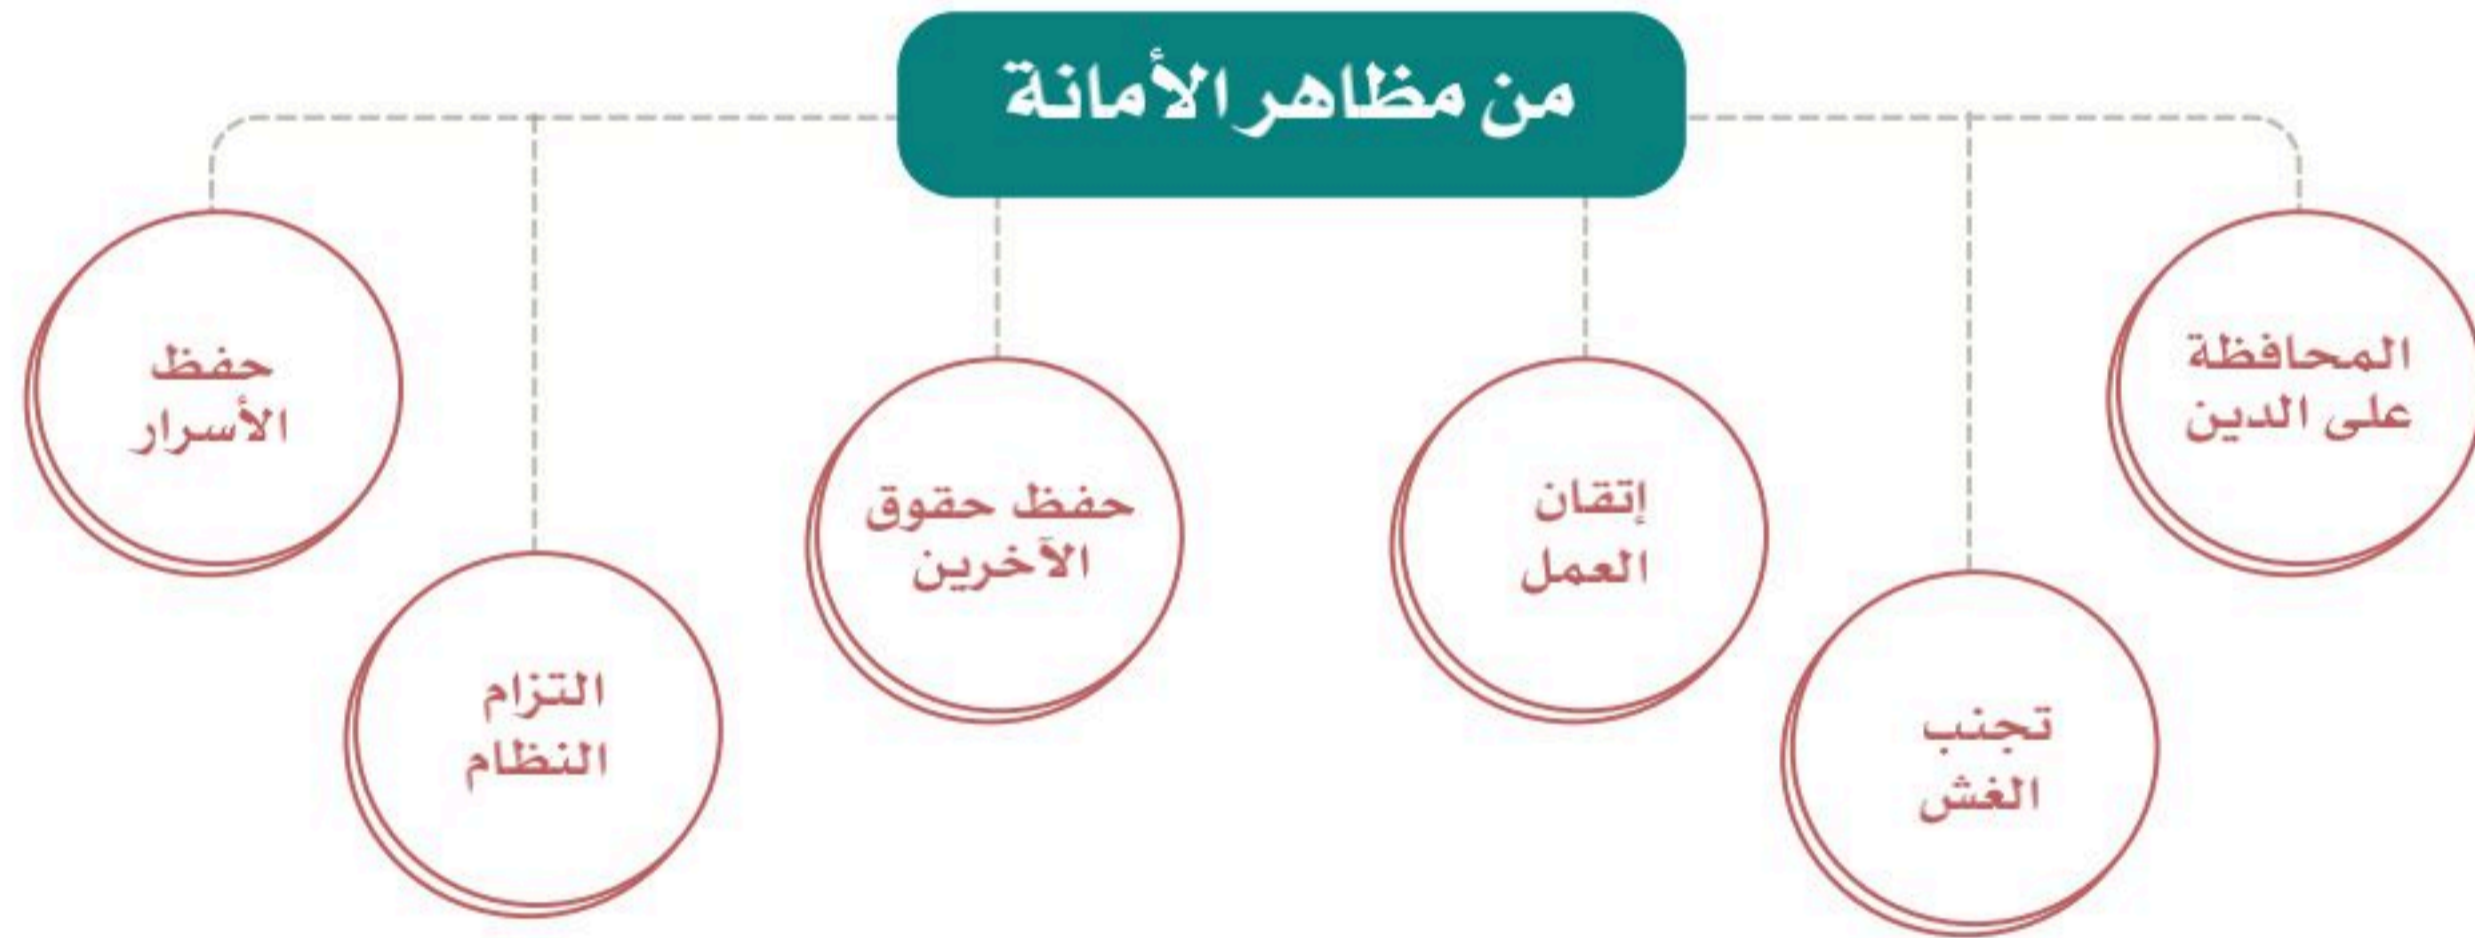 من مظاهر الأمانة
المحافظة
على الدين
تجنب
الغش
إتقان
العمل
حفظ حقوق
الآخرين
التزام
النظام
حفظ
الأسرار